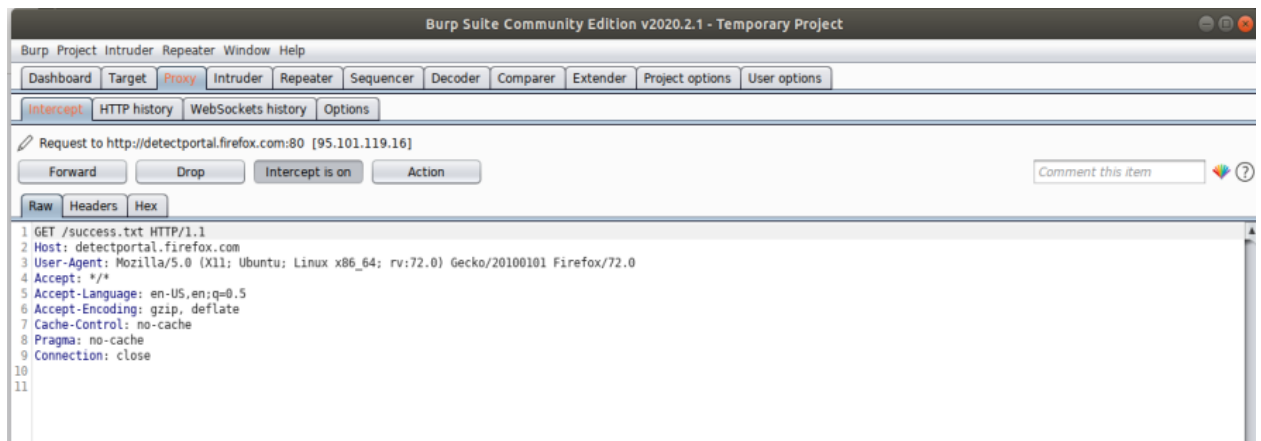 Burp Suite Community Edition v2020.2.1 - Temporary Project
Burp Project Intruder Repeater Window Help
Dashboard Target Proxy Intruder Repeater Sequencer Decoder Comparer Extender Project options User options
Intercept HTTP history WebSockets history Options
Request to http://detectportal.firefox.com:80 [95.101.119.16]
Forward Drop Intercept is on Action Comment this item ?
Raw Headers Hex
1 GET /success.txt HTTP/1.1
2 Host: detectportal.firefox.com
3 User-Agent: Mozilla/5.0 (X11; Ubuntu; Linux x86_64; rv:72.0) Gecko/20100101 Firefox/72.0
4 Accept: */*
5 Accept-Language: en-US,en;q=0.5
6 Accept-Encoding: gzip, deflate
7 Cache-Control: no-cache
8 Pragma: no-cache
9 Connection: close
10
11